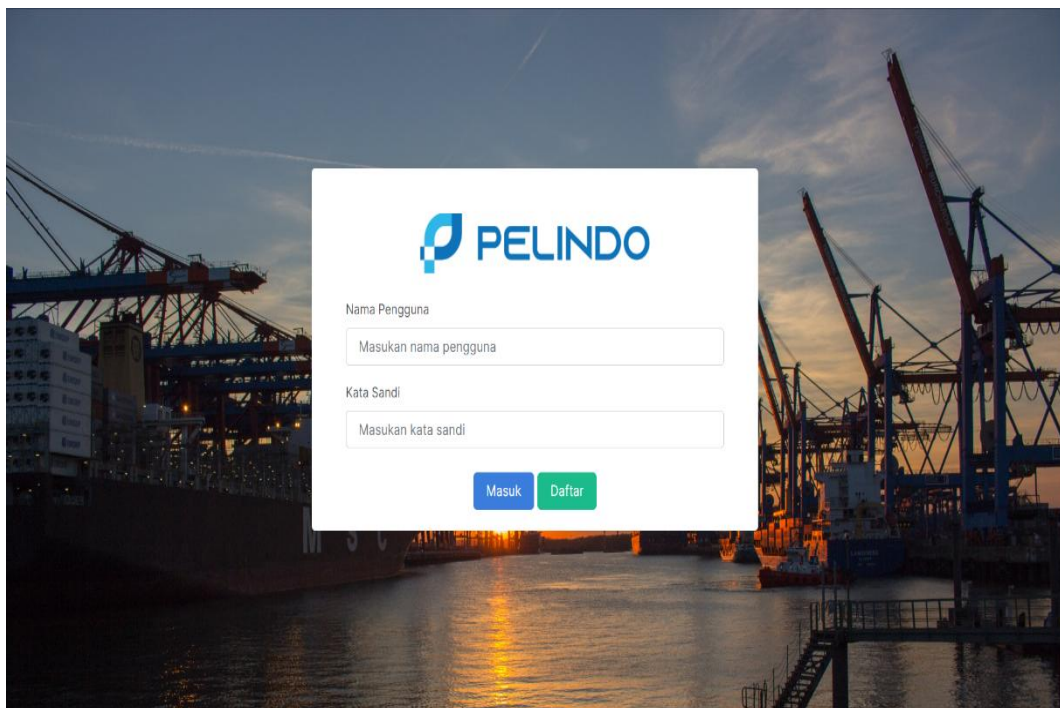 PELINDO
Nama Pengguna
Masukan nama pengguna
Kata Sandi
Masukan kata sandi
Masuk Daftar
M S C